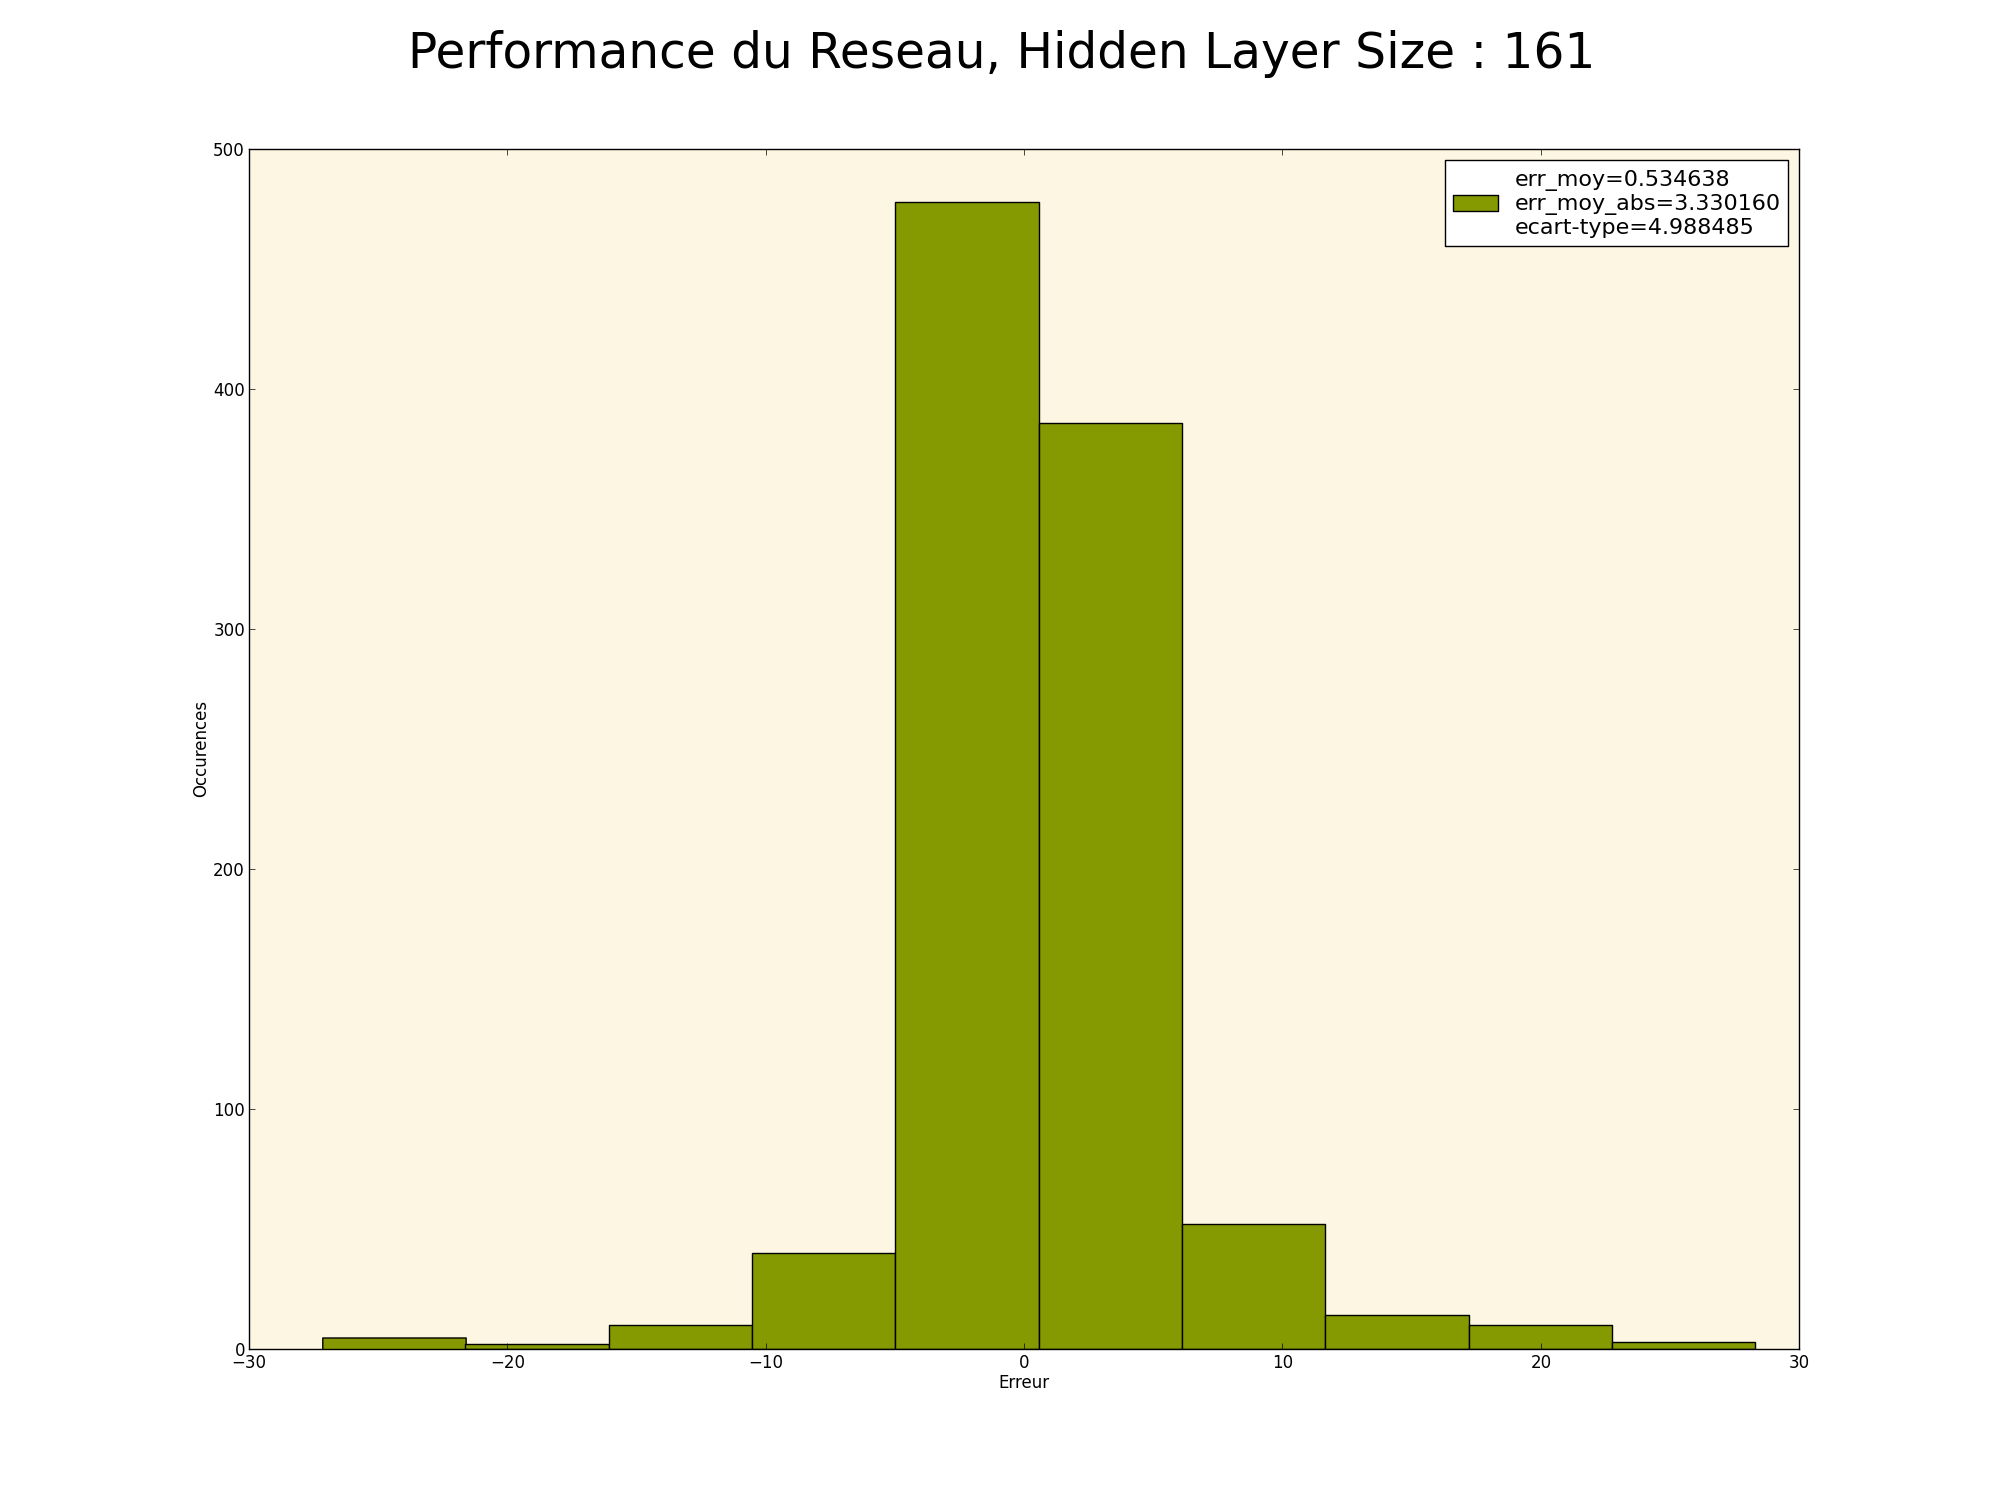 Performance du Reseau, Hidden Layer Size : 161
err_moy=0.534638
err_moy_abs=3.330160
ecart-type=4.988485
500
400
300
200
100
0
Occurences
−30
−20
−10
0
10
20
30
Erreur